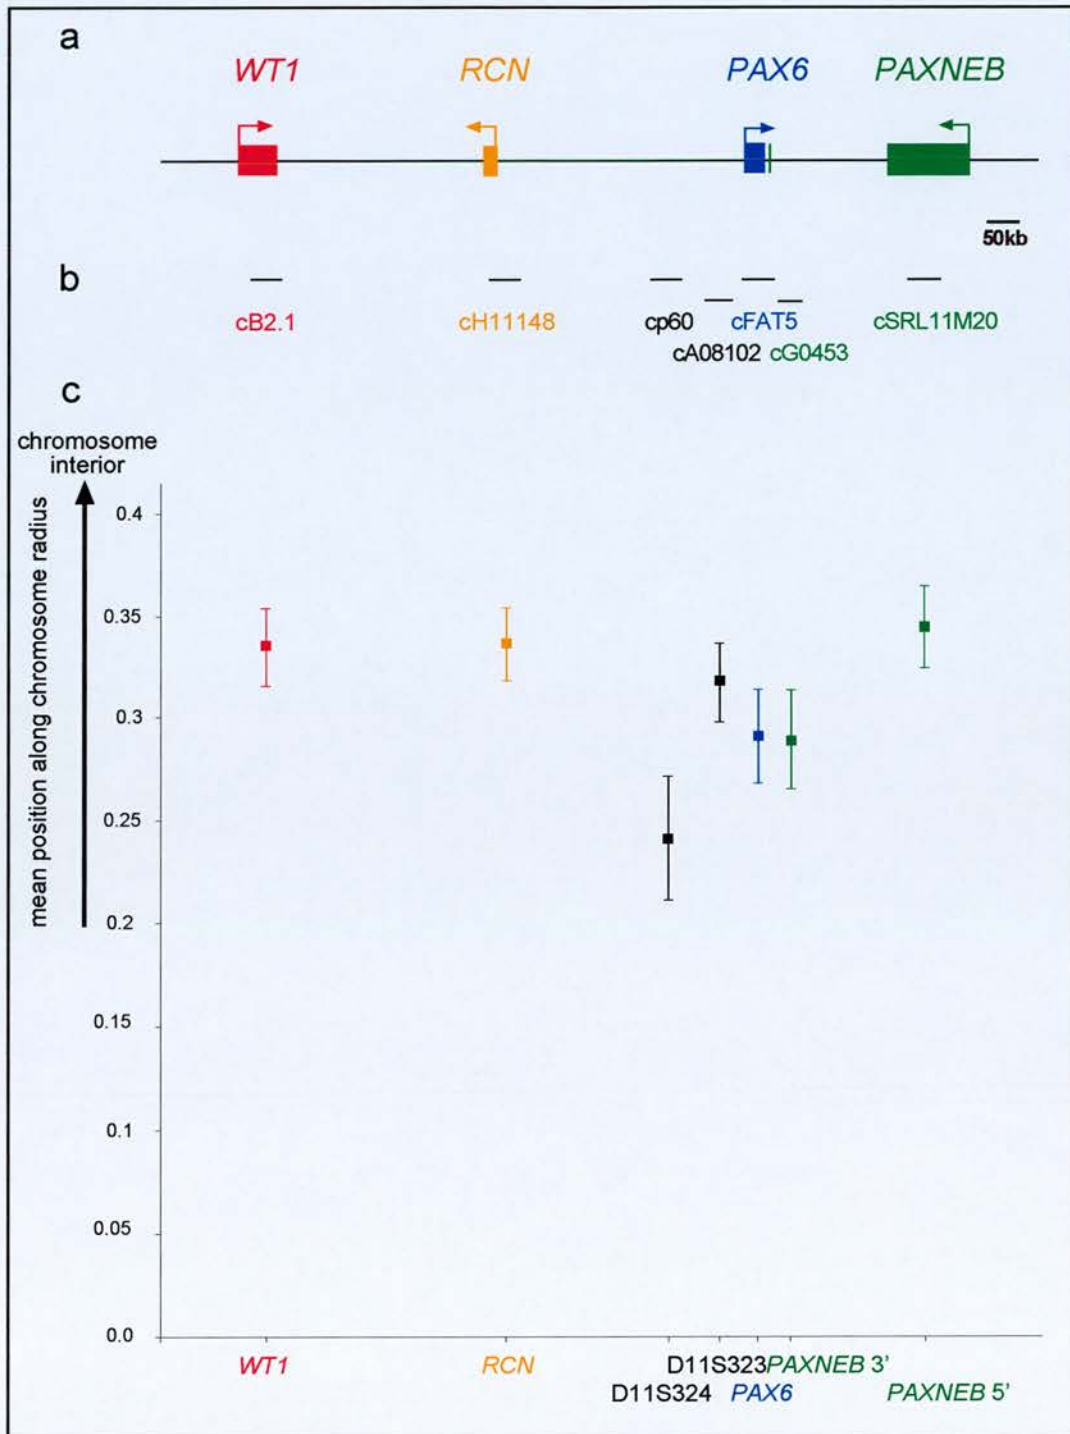 a
WT1 RCN PAX6 PAXNEB
50kb
b
cB2.1 cH11148 cp60 cFAT5 cSRL11M20
cA08102 cG0453
c
chromosome
interior
mean position along chromosome radius
0.4
0.35
0.3
0.25
0.2
0.15
0.1
0.05
0.0
WT1 RCN D11S323 PAXNEB 3’
D11S324 PAX6 PAXNEB 5’